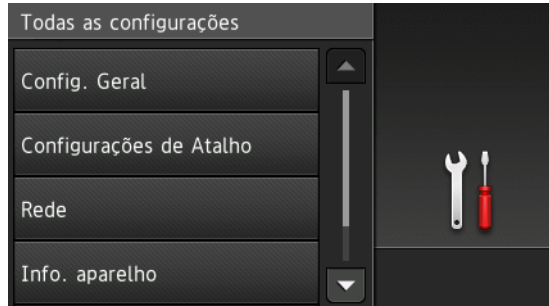 Todas as configurações
Config. Geral
Configurações de Atalho
Rede
Info. aparelho